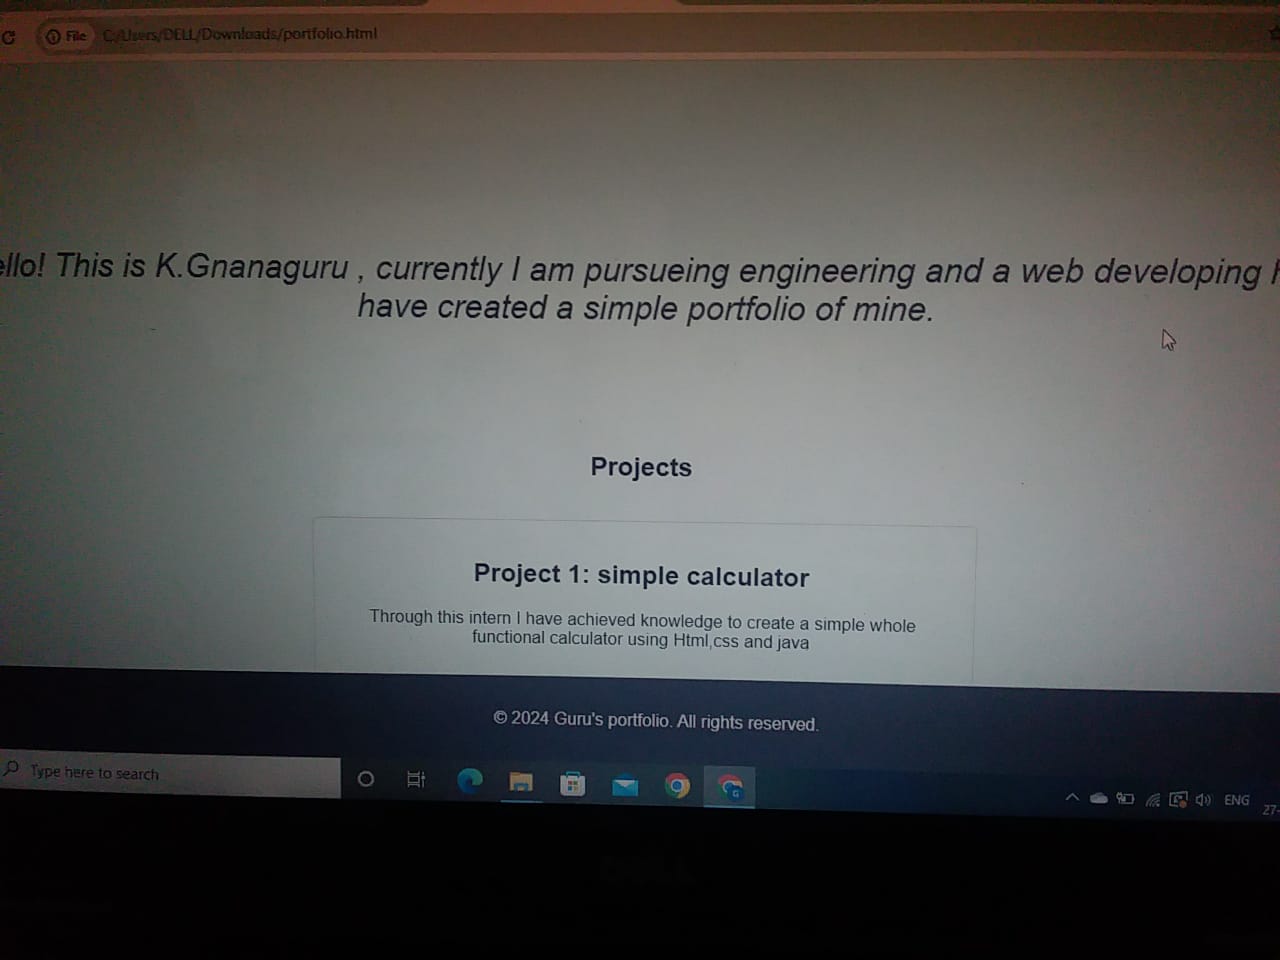 File C:/Users/DELL/Downloads/portfolio.html
ello! This is K.Gnanaguru , currently I am pursueing engineering and a web developing
have created a simple portfolio of mine.
Projects
Project 1: simple calculator
Through this intern I have achieved knowledge to create a simple whole
functional calculator using Html,css and java
© 2024 Guru's portfolio. All rights reserved.
Type here to search
G
ENG
27-